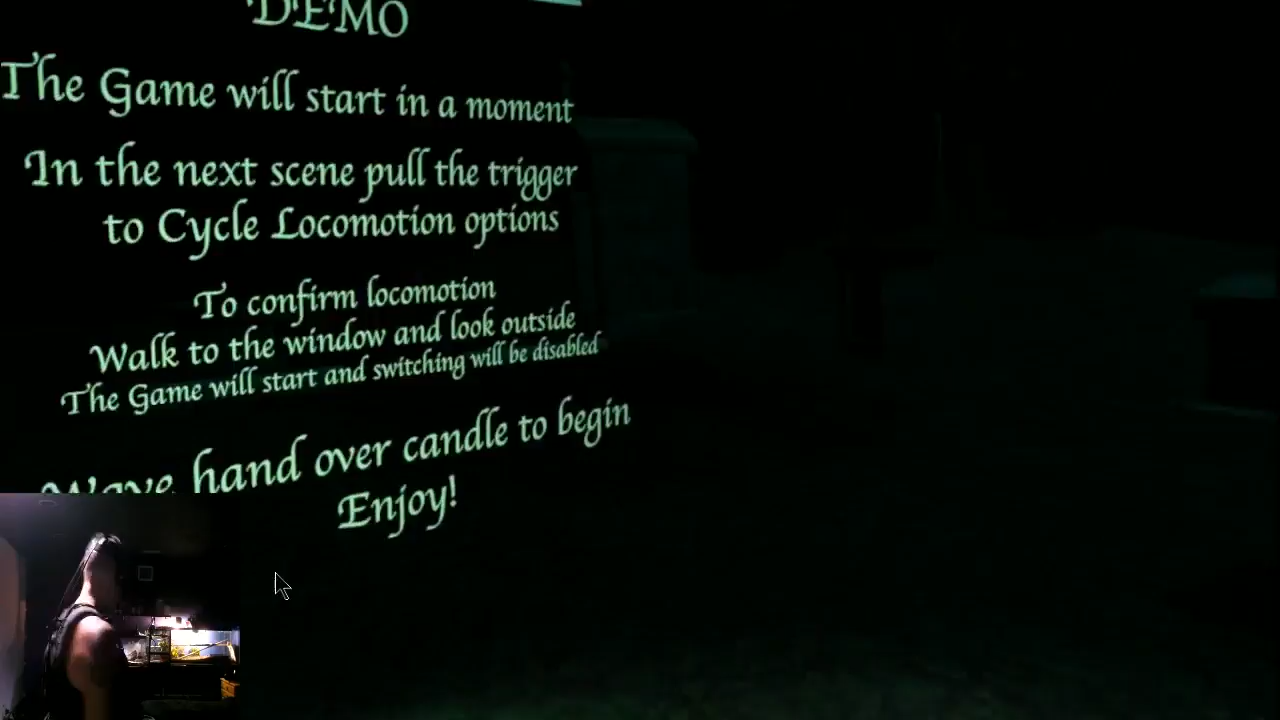 DEMO
The Game will start in a moment
In the next scene pull the trigger
to Cycle Locomotion options
To confirm locomotion
Walk to the window and look outside
The Game will start and switching will be disabled
Wave hand over candle to begin
Enjoy!